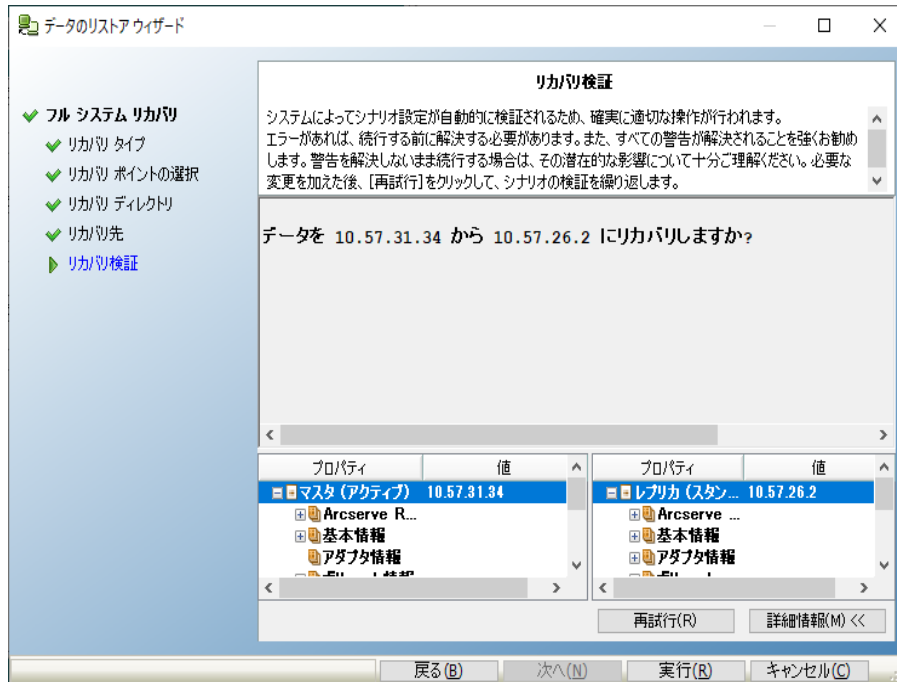 データのリストア ウィザード
リカバリ検証
フル システム リカバリ
リカバリ タイプ
リカバリ ポイントの選択
リカバリ ディレクトリ
リカバリ先
リカバリ検証
システムによってシナリオ設定が自動的に検証されるため、確実に適切な操作が行われます。
エラーがあれば、続行する前に解決する必要があります。また、すべての警告が解決されることを強くお勧め
します。警告を解決しないまま続行する場合は、その潜在的な影響について十分ご理解ください。必要な
変更を加えた後、[再試行]をクリックして、シナリオの検証を繰り返します。
データを 10.57.31.34 から 10.57.26.2 にリカバリしますか?
プロパティ 値
マスタ (アクティブ) 10.57.31.34
Arcserve R...
基本情報
アダプタ情報
プロパティ 値
レプリカ (スタン... 10.57.26.2
Arcserve ...
基本情報
アダプタ情報
再試行(R) 詳細情報(M) <<
戻る(B) 次へ(N) 実行(R) キャンセル(C)